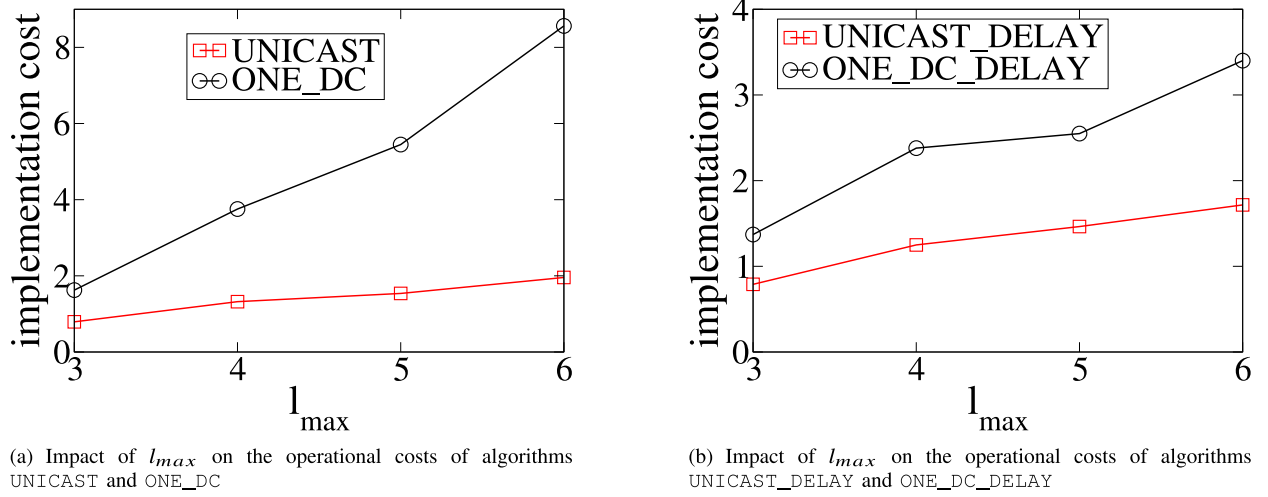 implementation cost
8
6
4
2
0
UNICAST
ONE_DC
3 4 5 6
l_max
(a) Impact of l_max on the operational costs of algorithms
UNICAST and ONE_DC
implementation cost
4
3
2
1
0
UNICAST_DELAY
ONE_DC_DELAY
3 4 5 6
l_max
(b) Impact of l_max on the operational costs of algorithms
UNICAST_DELAY and ONE_DC_DELAY